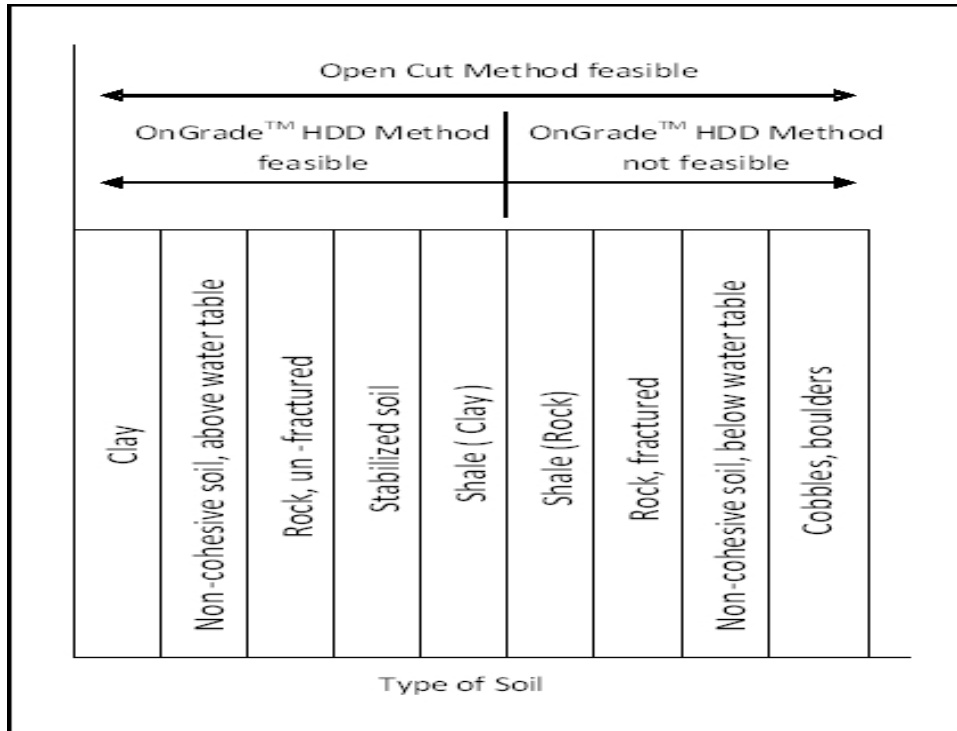 Open Cut Method feasible
OnGrade™ HDD Method
feasible
OnGrade™ HDD Method
not feasible
Clay
Non-cohesive soil, above water table
Rock, un -fractured
Stabilized soil
Shale ( Clay )
Shale (Rock)
Rock, fractured
Non-cohesive soil, below water table
Cobbles, boulders
Type of Soil